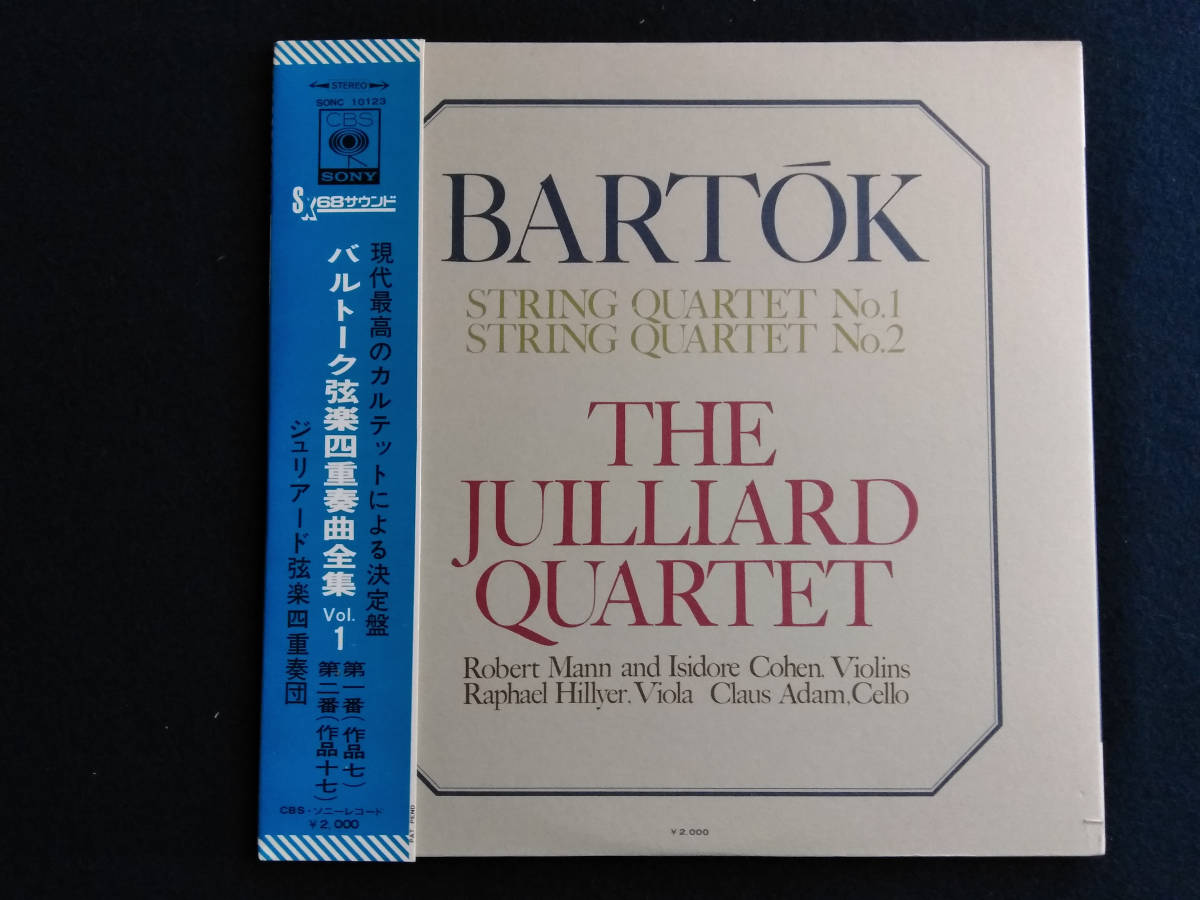 STEREO
SONC 10123
CBS
SONY
SX68サウンド
現代最高のカルテットによる決定盤
バルトーク弦楽四重奏曲全集 Vol. 1
第一番(作品七)
第二番(作品十七)
ジュリアード弦楽四重奏団
CBS・ソニーレコード
¥2,000
PAT PEND
BARTÓK
STRING QUARTET No.1
STRING QUARTET No.2
THE
JUILLIARD
QUARTET
Robert Mann and Isidore Cohen, Violins
Raphael Hillyer, Viola Claus Adam, Cello
¥2,000